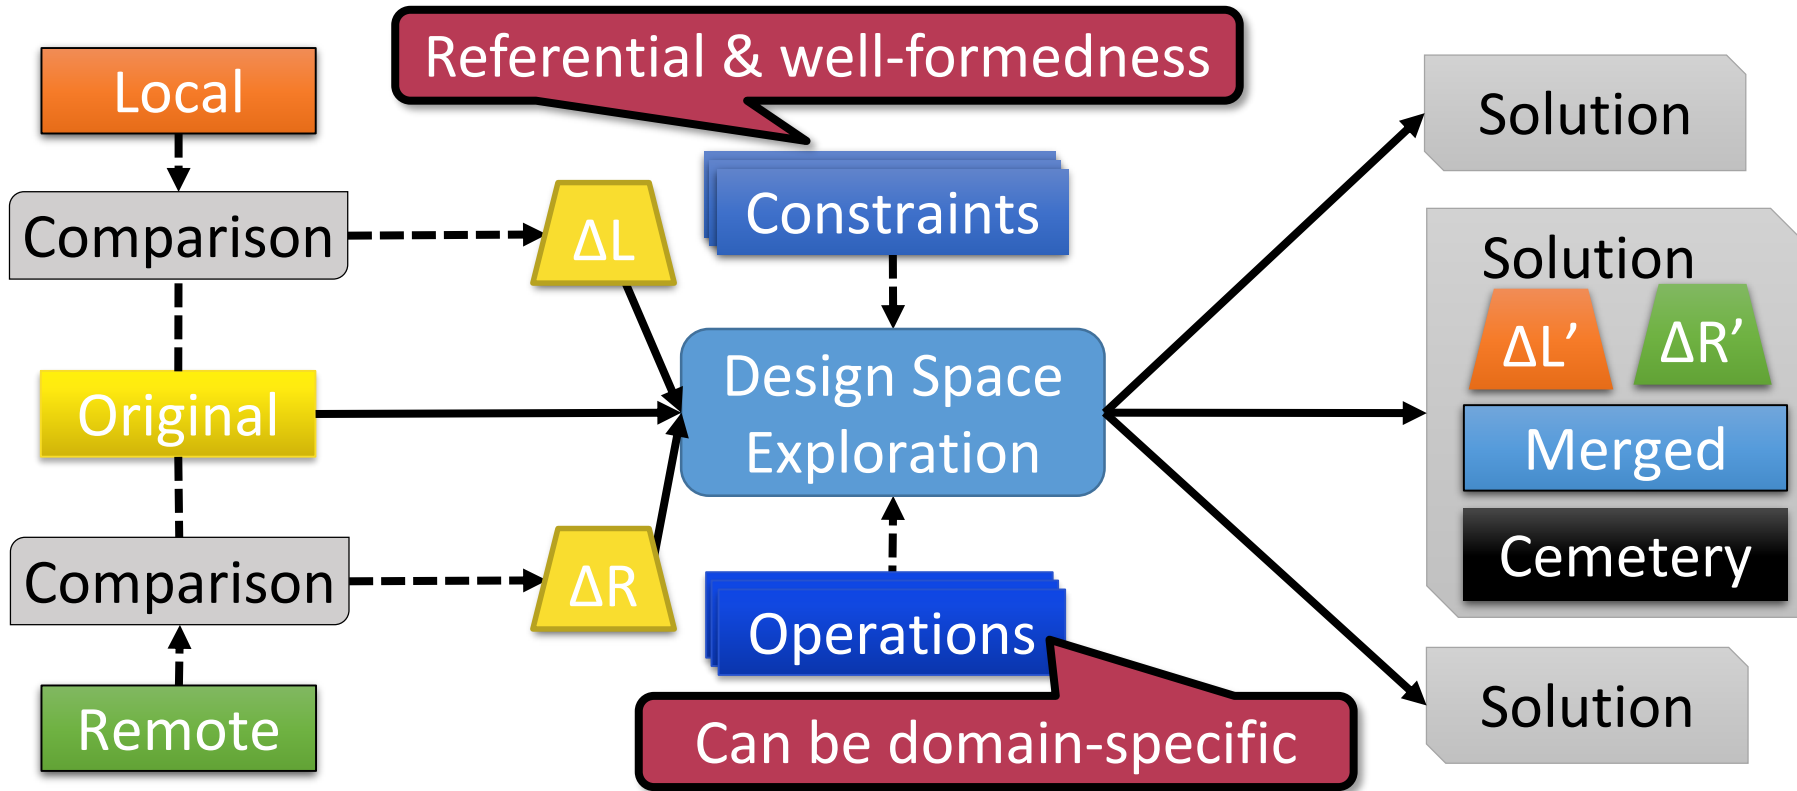 Referential & well-formedness
Local
Comparison
ΔL
Constraints
Original
Design Space
Exploration
Comparison
ΔR
Operations
Remote
Can be domain-specific
Solution
Solution
ΔL’
ΔR’
Merged
Cemetery
Solution